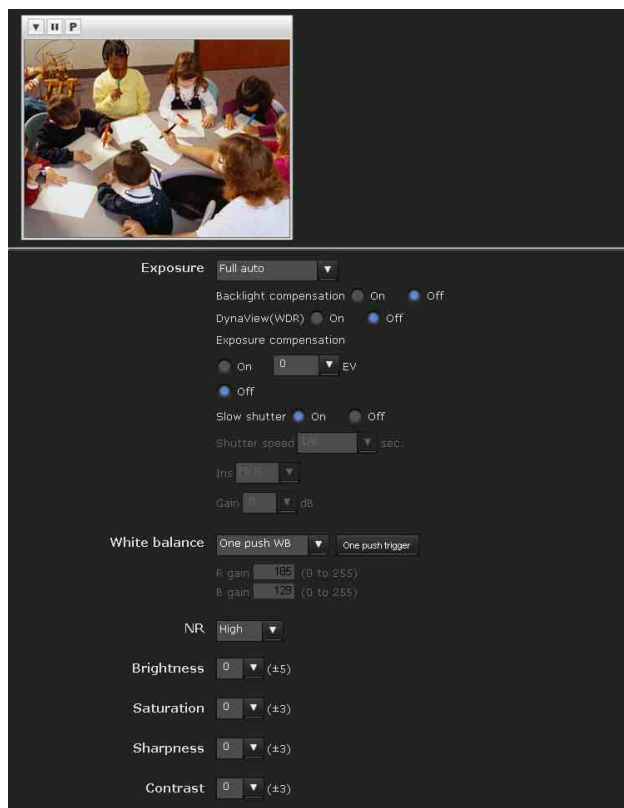 P
Exposure Full auto
Backlight compensation On Off
DynaView(WDR) On Off
Exposure compensation
On 0 EV
Off
Slow shutter On Off
Shutter speed sec.
Iris
Gain 0 dB
White balance One push WB One push trigger
R gain 185 (0 to 255)
B gain 129 (0 to 255)
NR High
Brightness 0 (±5)
Saturation 0 (±3)
Sharpness 0 (±3)
Contrast 0 (±3)